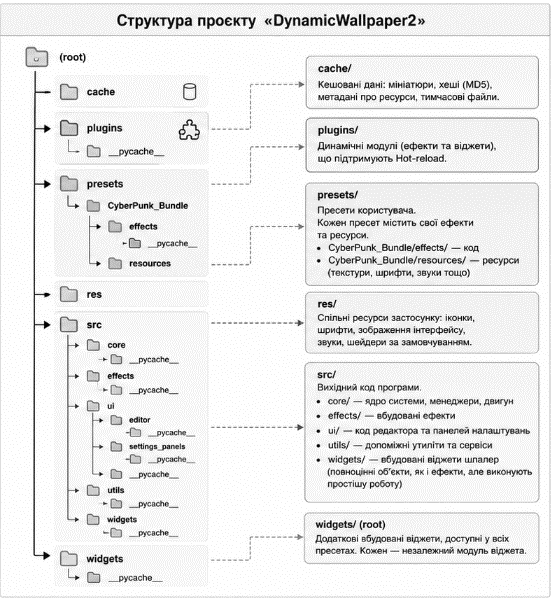 Структура проєкту «DynamicWallpaper2»
(root)
cache
plugins
__pycache__
presets
CyberPunk_Bundle
effects
__pycache__
resources
res
src
core
__pycache__
effects
__pycache__
ui
editor
__pycache__
settings_panels
__pycache__
__pycache__
utils
__pycache__
widgets
__pycache__
widgets
__pycache__
cache/
Кешовані дані: мініатюри, хеші (MD5),
метадані про ресурси, тимчасові файли.
plugins/
Динамічні модулі (ефекти та віджети),
що підтримують Hot-reload.
presets/
Пресети користувача.
Кожен пресет містить свої ефекти
та ресурси.
• CyberPunk_Bundle/effects/ — код
• CyberPunk_Bundle/resources/ — ресурси
(текстури, шрифти, звуки тощо)
res/
Спільні ресурси застосунку: іконки,
шрифти, зображення інтерфейсу,
звуки, шейдери за замовчуванням.
src/
Вихідний код програми.
• core/ — ядро системи, менеджери, двигун
• effects/ — вбудовані ефекти
• ui/ — код редактора та панелей налаштувань
• utils/ — допоміжні утиліти та сервіси
• widgets/ — вбудовані віджети шпалер
(повноцінні об'єкти, як і ефекти, але виконують
простішу роботу)
widgets/ (root)
Додаткові вбудовані віджети, доступні у всіх
пресетах. Кожен — незалежний модуль віджета.